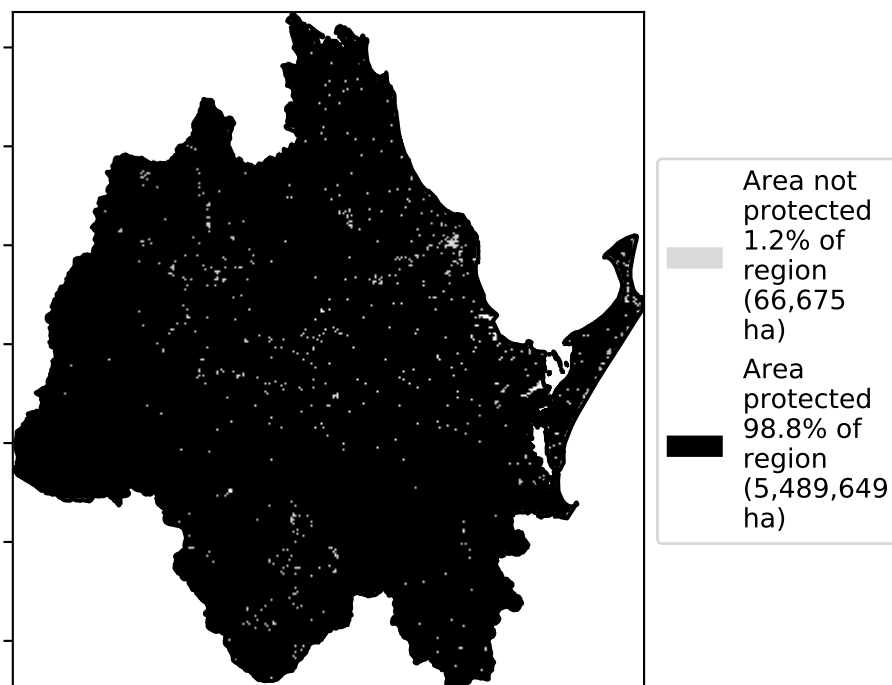 Area not
protected
1.2% of
region
(66,675
ha)
Area
protected
98.8% of
region
(5,489,649
ha)